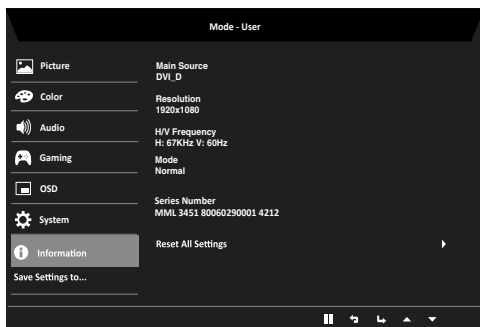 Mode - User
Picture
Color
Audio
Gaming
OSD
System
Information
Save Settings to...
Main Source
DVI_D
Resolution
1920x1080
H/V Frequency
H: 67KHz V: 60Hz
Mode
Normal
Series Number
MML 3451 80060290001 4212
Reset All Settings